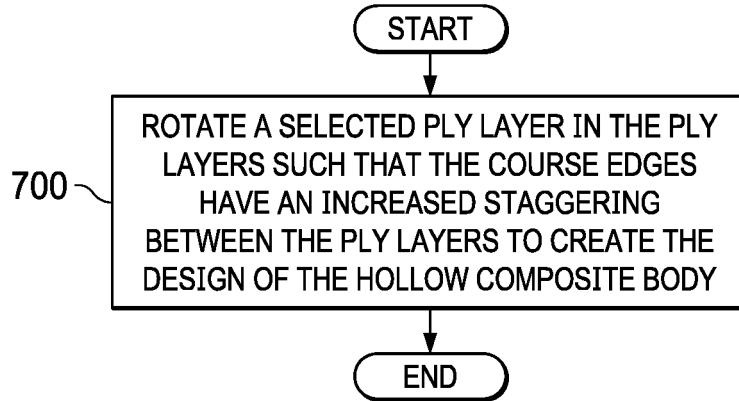 START
700
ROTATE A SELECTED PLY LAYER IN THE PLY
LAYERS SUCH THAT THE COURSE EDGES
HAVE AN INCREASED STAGGERING
BETWEEN THE PLY LAYERS TO CREATE THE
DESIGN OF THE HOLLOW COMPOSITE BODY
END